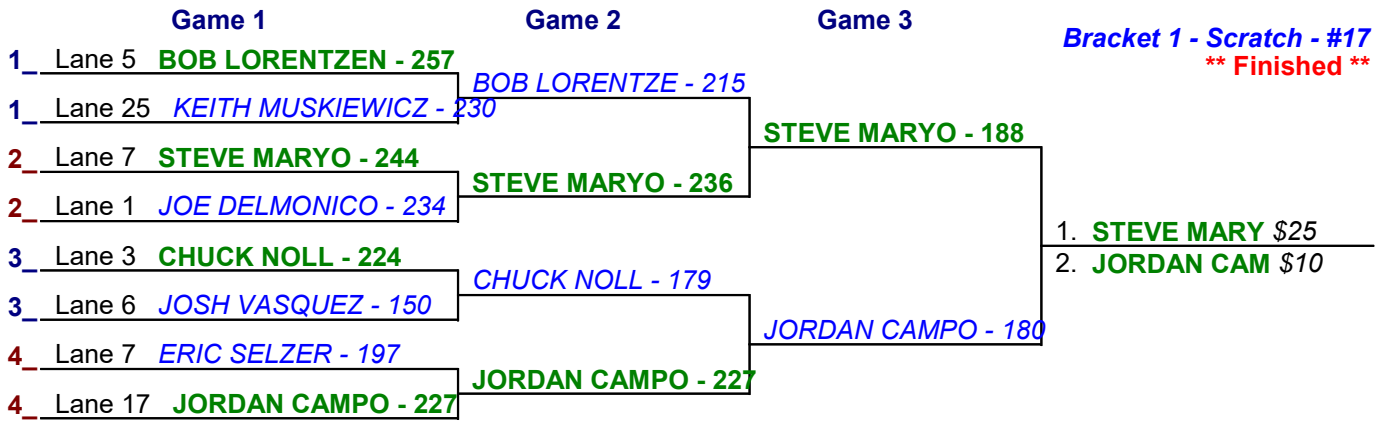 Game 1 Game 2 Game 3
Bracket 1 - Scratch - #17
** Finished **
1_ Lane 5 BOB LORENTZEN - 257
BOB LORENTZE - 215
1_ Lane 25 KEITH MUSKIEWICZ - 230
STEVE MARYO - 188
2_ Lane 7 STEVE MARYO - 244
STEVE MARYO - 236
2_ Lane 1 JOE DELMONICO - 234
1. STEVE MARY $25
3_ Lane 3 CHUCK NOLL - 224
2. JORDAN CAM $10
CHUCK NOLL - 179
3_ Lane 6 JOSH VASQUEZ - 150
JORDAN CAMPO - 180
4_ Lane 7 ERIC SELZER - 197
JORDAN CAMPO - 227
4_ Lane 17 JORDAN CAMPO - 227